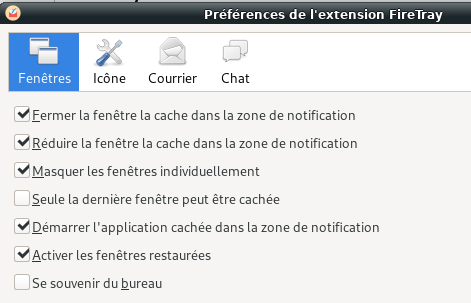 Préférences de l'extension FireTray
Fenêtres Icône Courrier Chat
Fermer la fenêtre la cache dans la zone de notification
Réduire la fenêtre la cache dans la zone de notification
Masquer les fenêtres individuellement
Seule la dernière fenêtre peut être cachée
Démarrer l'application cachée dans la zone de notification
Activer les fenêtres restaurées
Se souvenir du bureau